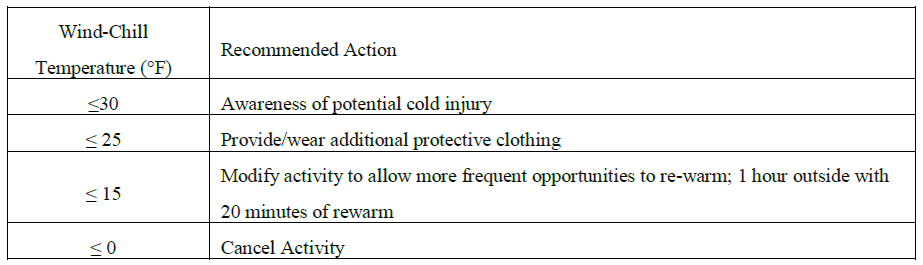 Wind-Chill
Temperature (°F)
Recommended Action
≤30
Awareness of potential cold injury
≤ 25
Provide/wear additional protective clothing
≤ 15
Modify activity to allow more frequent opportunities to re-warm; 1 hour outside with
20 minutes of rewarm
≤ 0
Cancel Activity